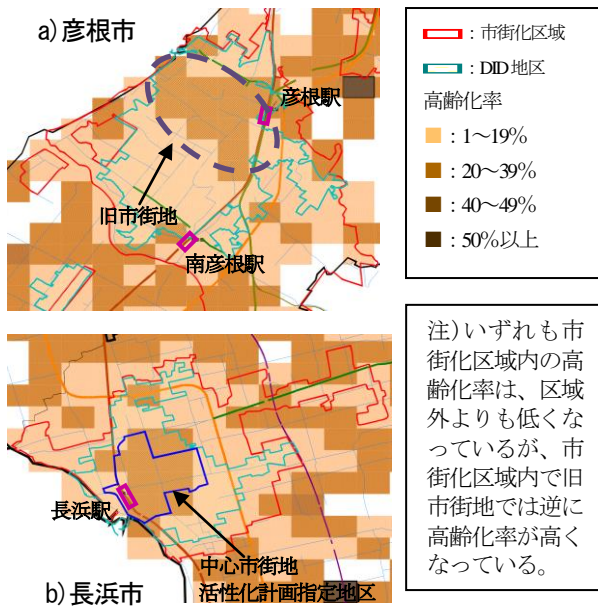 a)彦根市
彦根駅
旧市街地
南彦根駅
長浜駅
中心市街地
活性化計画指定地区
b)長浜市
：市街化区域
：DID地区
高齢化率
：1～19%
：20～39%
：40～49%
：50%以上
注)いずれも市
街化区域内の高
齢化率は、区域
外よりも低くな
っているが、市
街化区域内で旧
市街地では逆に
高齢化率が高く
なっている。